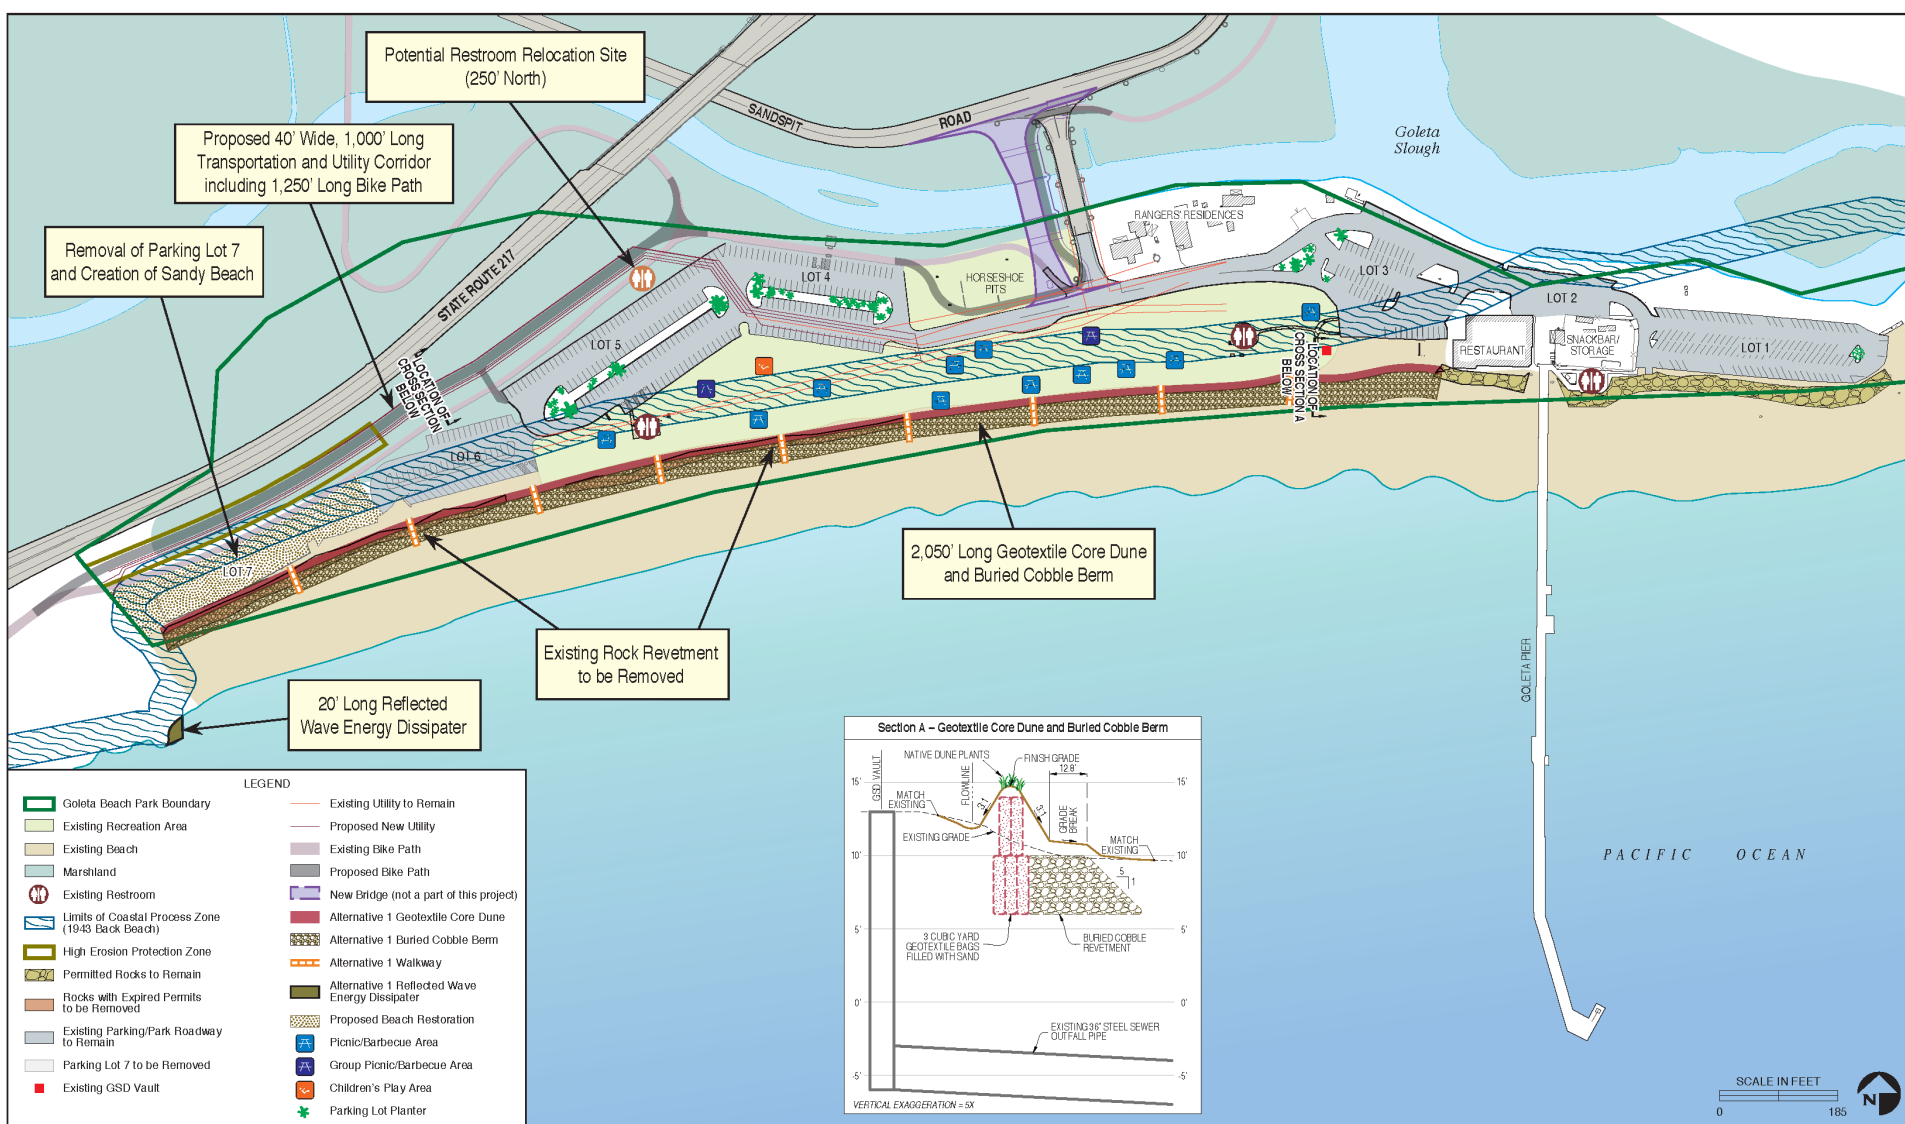 Potential Restroom Relocation Site
(250' North)
Proposed 40' Wide, 1,000' Long
Transportation and Utility Corridor
including 1,250' Long Bike Path
Removal of Parking Lot 7
and Creation of Sandy Beach
SANDSPIT
ROAD
STATE ROUTE 217
Goleta
Slough
RANGERS' RESIDENCES
HORSESHOE
PITS
LOT 4
LOT 3
LOT 2
LOT 1
LOT 5
LOT 6
LOT 7
RESTAURANT
SNACKBAR/
STORAGE
LOCATION OF
CROSS SECTION
BELOW
LOCATION OF
CROSS SECTION A
BELOW
2,050' Long Geotextile Core Dune
and Buried Cobble Berm
Existing Rock Revetment
to be Removed
20' Long Reflected
Wave Energy Dissipater
GOLETA PIER
PACIFIC OCEAN
Section A – Geotextile Core Dune and Buried Cobble Berm
NATIVE DUNE PLANTS
FINISH GRADE
12.8'
GSD VAULT
FLOWLINE
MATCH
EXISTING
3:1
3:1
GRADE
BREAK
EXISTING GRADE
MATCH
EXISTING
5
1
15'
15'
10'
10'
5'
5'
0'
0'
-5'
-5'
3 CUBIC YARD
GEOTEXTILE BAGS
FILLED WITH SAND
BURIED COBBLE
REVETMENT
EXISTING 36" STEEL SEWER
OUTFALL PIPE
VERTICAL EXAGGERATION = 5X
LEGEND
Goleta Beach Park Boundary
Existing Recreation Area
Existing Beach
Marshland
Existing Restroom
Limits of Coastal Process Zone
(1943 Back Beach)
High Erosion Protection Zone
Permitted Rocks to Remain
Rocks with Expired Permits
to be Removed
Existing Parking/Park Roadway
to Remain
Parking Lot 7 to be Removed
Existing GSD Vault
Existing Utility to Remain
Proposed New Utility
Existing Bike Path
Proposed Bike Path
New Bridge (not a part of this project)
Alternative 1 Geotextile Core Dune
Alternative 1 Buried Cobble Berm
Alternative 1 Walkway
Alternative 1 Reflected Wave
Energy Dissipater
Proposed Beach Restoration
Picnic/Barbecue Area
Group Picnic/Barbecue Area
Children's Play Area
Parking Lot Planter
SCALE IN FEET
0 185
N